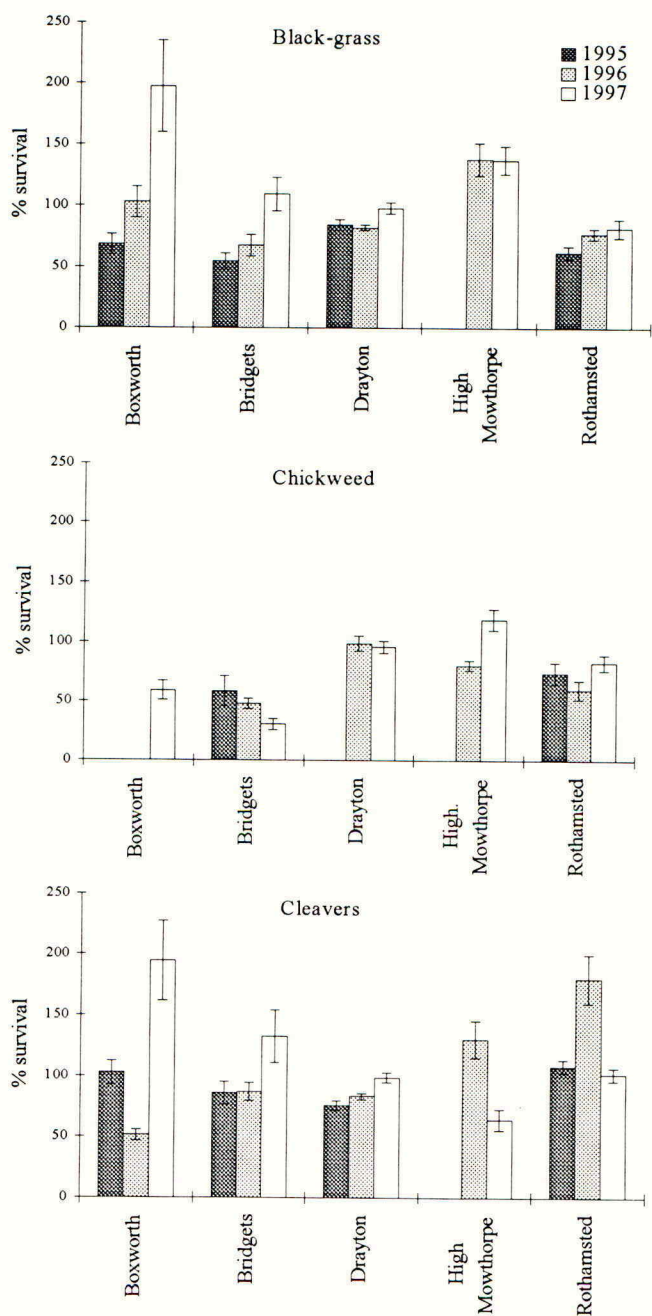 Black-grass
1995
1996
1997
% survival
250
200
150
100
50
0
Boxworth
Bridgets
Drayton
High
Mowthorpe
Rothamsted
Chickweed
% survival
250
200
150
100
50
0
Boxworth
Bridgets
Drayton
High.
Mowthorpe
Rothamsted
Cleavers
% survival
250
200
150
100
50
0
Boxworth
Bridgets
Drayton
High
Mowthorpe
Rothamsted